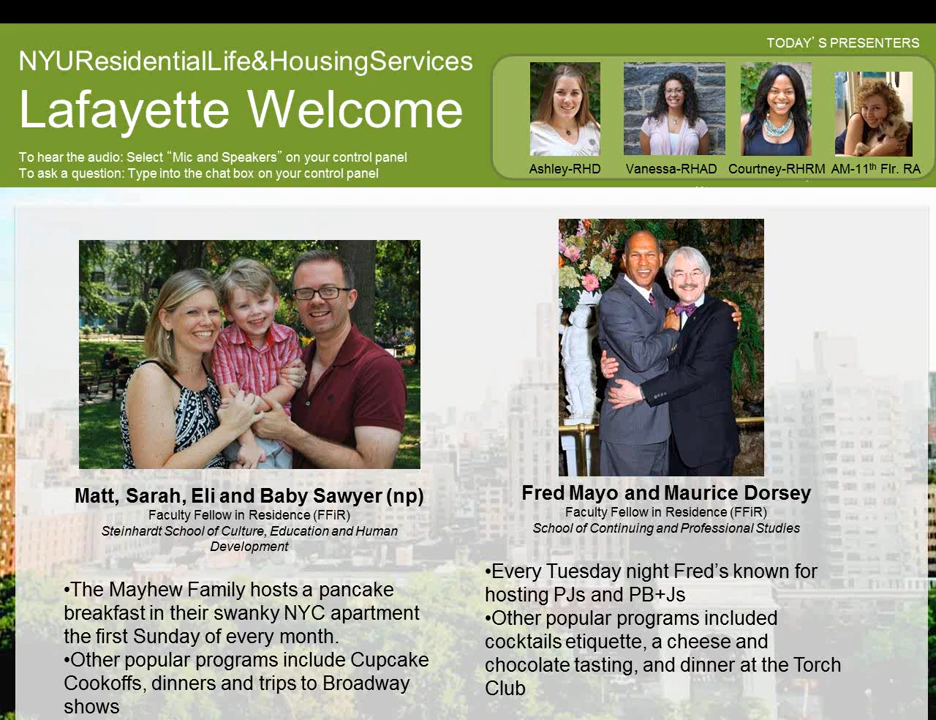 TODAY’S PRESENTERS
NYUResidentialLife&HousingServices
Lafayette Welcome
To hear the audio: Select “Mic and Speakers” on your control panel
To ask a question: Type into the chat box on your control panel
Ashley-RHD Vanessa-RHAD Courtney-RHRM AM-11th Flr. RA
Matt, Sarah, Eli and Baby Sawyer (np)
Faculty Fellow in Residence (FFiR)
Steinhardt School of Culture, Education and Human
Development
•The Mayhew Family hosts a pancake
breakfast in their swanky NYC apartment
the first Sunday of every month.
•Other popular programs include Cupcake
Cookoffs, dinners and trips to Broadway
shows
Fred Mayo and Maurice Dorsey
Faculty Fellow in Residence (FFiR)
School of Continuing and Professional Studies
•Every Tuesday night Fred’s known for
hosting PJs and PB+Js
•Other popular programs included
cocktails etiquette, a cheese and
chocolate tasting, and dinner at the Torch
Club